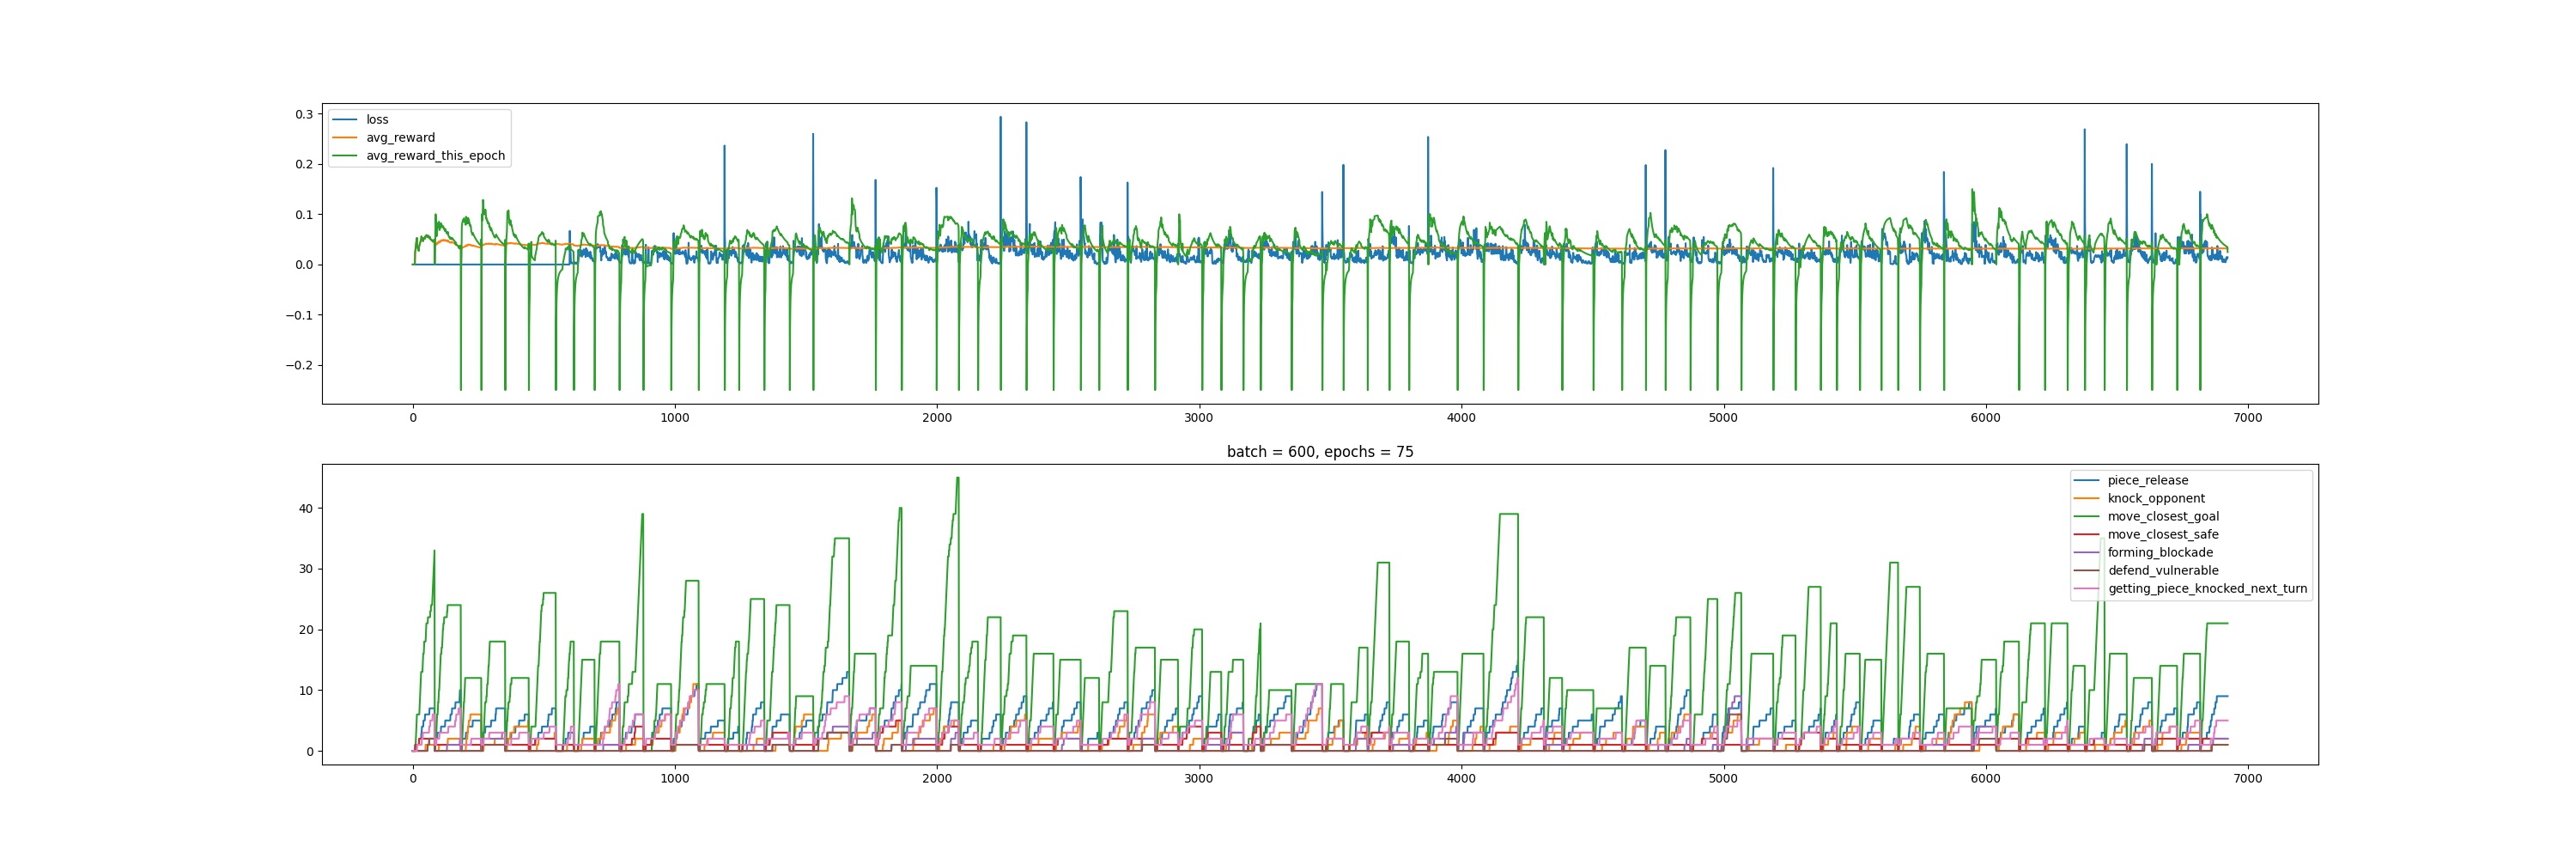 0.3
0.2
0.1
0.0
−0.1
−0.2
loss
avg_reward
avg_reward_this_epoch
0 1000 2000 3000 4000 5000 6000 7000
batch = 600, epochs = 75
40
30
20
10
0
piece_release
knock_opponent
move_closest_goal
move_closest_safe
forming_blockade
defend_vulnerable
getting_piece_knocked_next_turn
0 1000 2000 3000 4000 5000 6000 7000